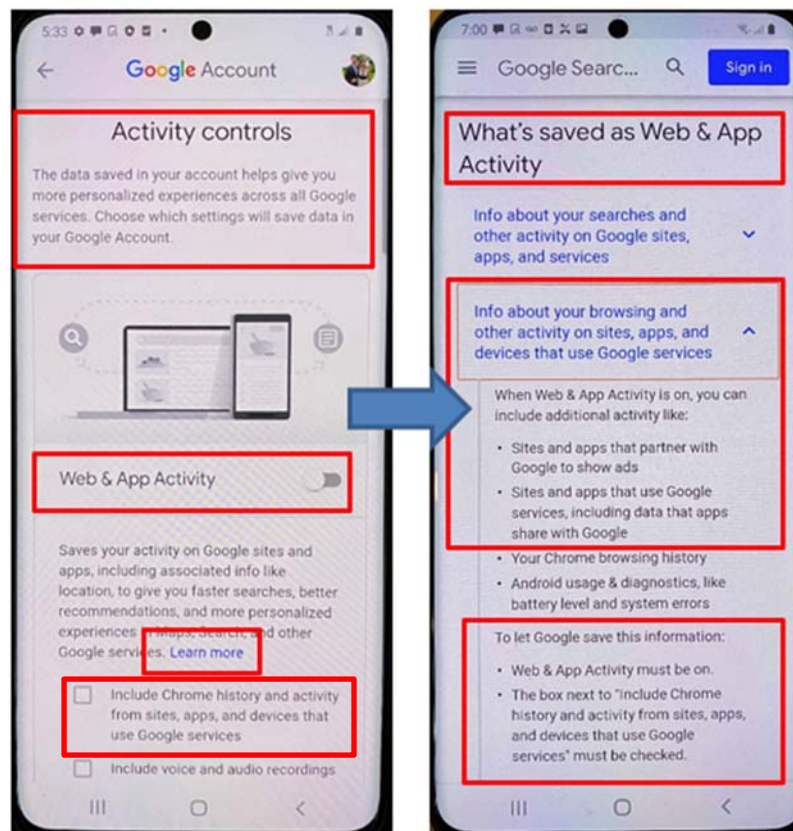 5:33
Google Account
Activity controls
The data saved in your account helps give you
more personalized experiences across all Google
services. Choose which settings will save data in
your Google Account.
Web & App Activity
Saves your activity on Google sites and
apps, including associated info like
location, to give you faster searches, better
recommendations, and more personalized
experiences in Maps, Search, and other
Google services. Learn more
Include Chrome history and activity
from sites, apps, and devices that
use Google services
Include voice and audio recordings
7:00
Google Searc...
Sign in
What's saved as Web & App
Activity
Info about your searches and
other activity on Google sites,
apps, and services
Info about your browsing and
other activity on sites, apps, and
devices that use Google services
When Web & App Activity is on, you can
include additional activity like:
• Sites and apps that partner with
Google to show ads
• Sites and apps that use Google
services, including data that apps
share with Google
• Your Chrome browsing history
• Android usage & diagnostics, like
battery level and system errors
To let Google save this information:
• Web & App Activity must be on.
• The box next to "Include Chrome
history and activity from sites, apps,
and devices that use Google
services" must be checked.